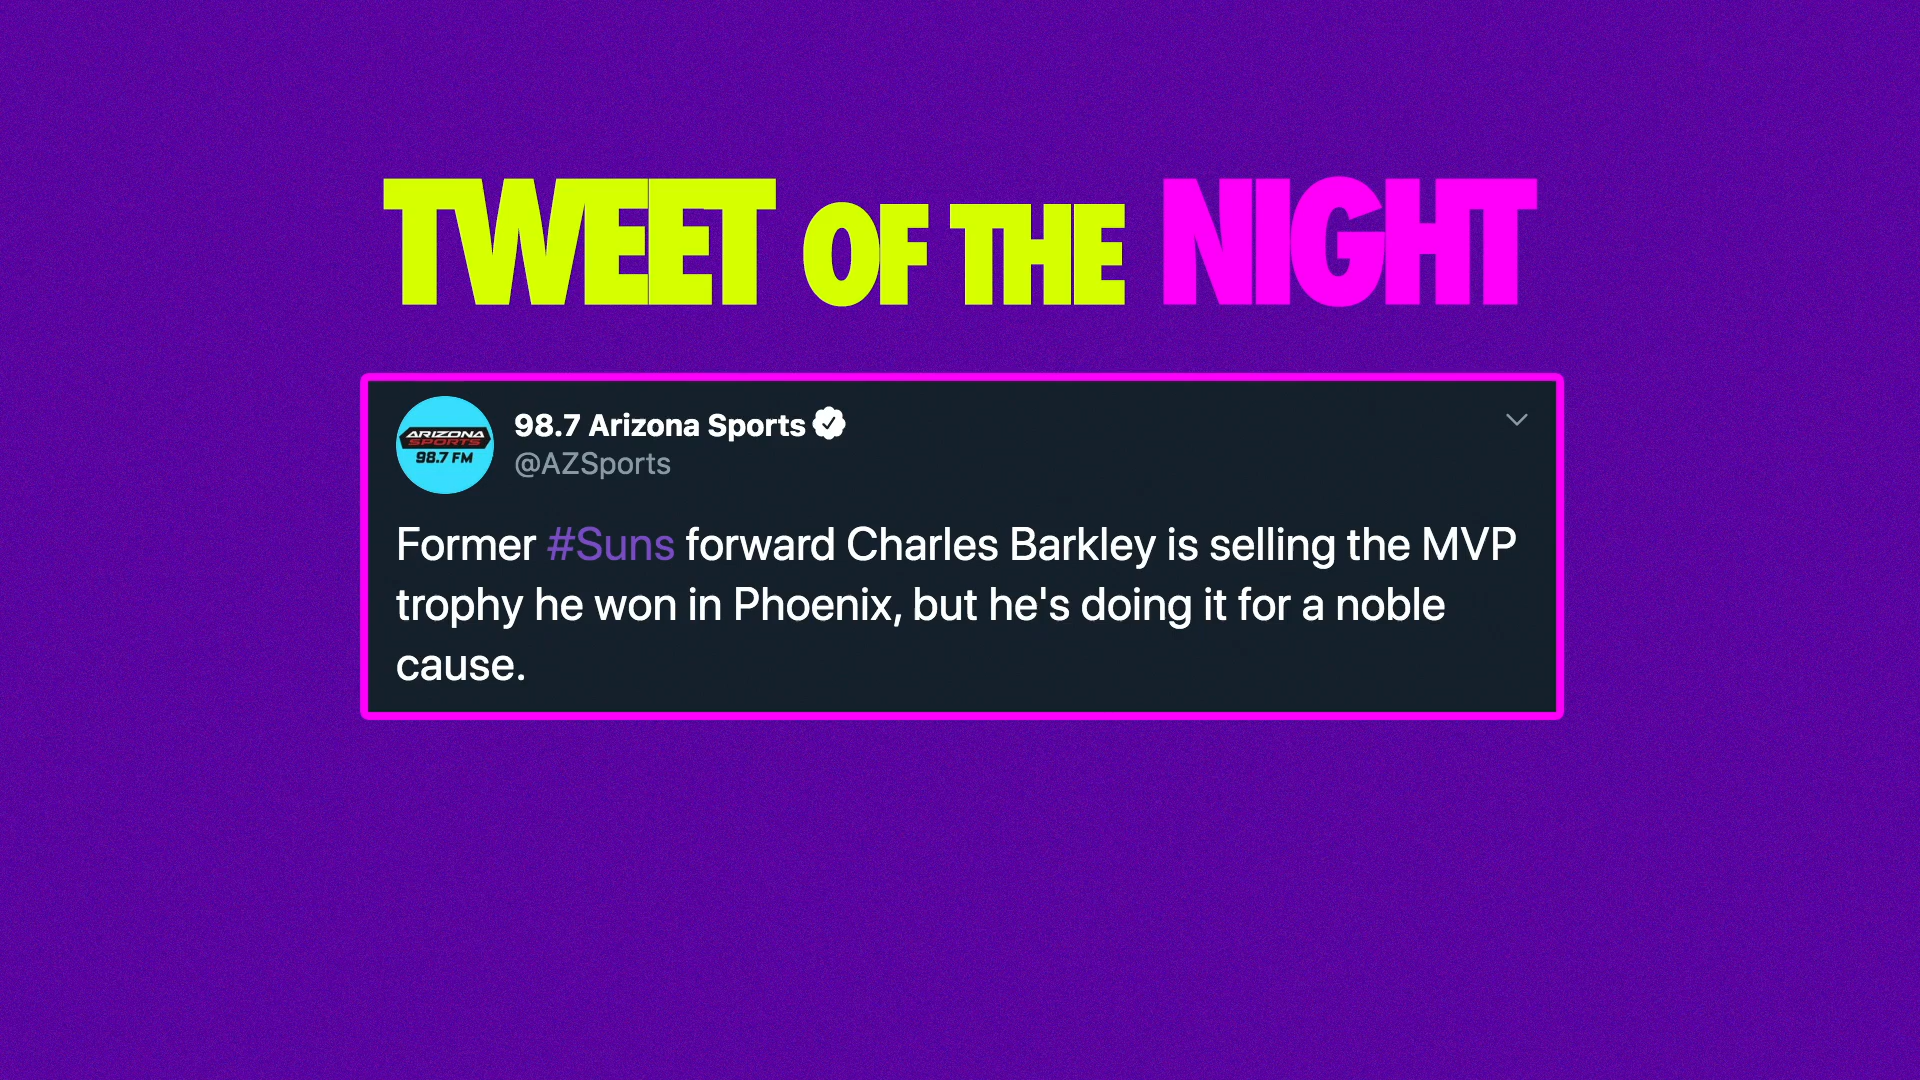 TWEET OF THE NIGHT
ARIZONA
SPORTS
98.7 FM
98.7 Arizona Sports
@AZSports
Former #Suns forward Charles Barkley is selling the MVP
trophy he won in Phoenix, but he's doing it for a noble
cause.